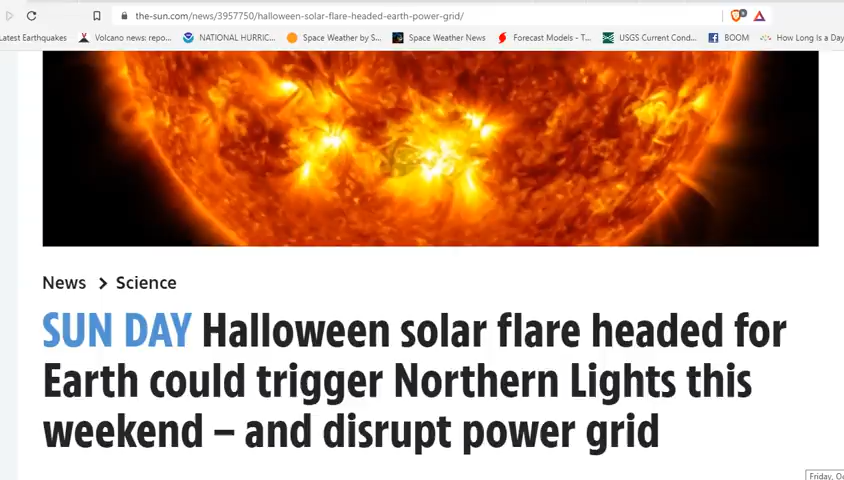 the-sun.com/news/3957750/halloween-solar-flare-headed-earth-power-grid/
Latest Earthquakes Volcano news: repo... NATIONAL HURRIC... Space Weather by S... Space Weather News Forecast Models - T... USGS Current Cond... BOOM How Long Is a Day
News > Science
SUN DAY Halloween solar flare headed for
Earth could trigger Northern Lights this
weekend – and disrupt power grid
Friday, Oc